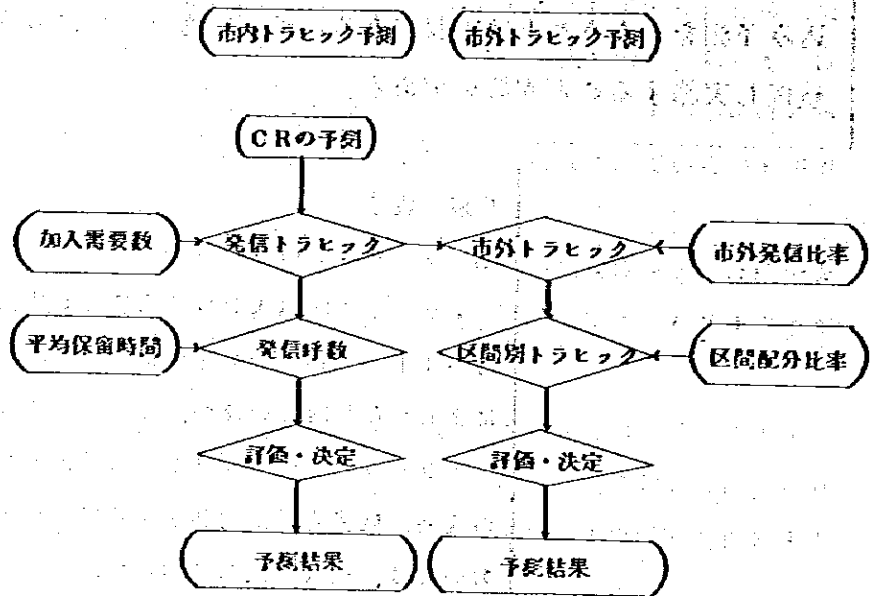 市内トラヒック予測
市外トラヒック予測
CRの予測
加入需要数
発信トラヒック
市外トラヒック
市外発信比率
平均保留時間
発信呼数
区間別トラヒック
区間配分比率
評価・決定
評価・決定
予測結果
予測結果